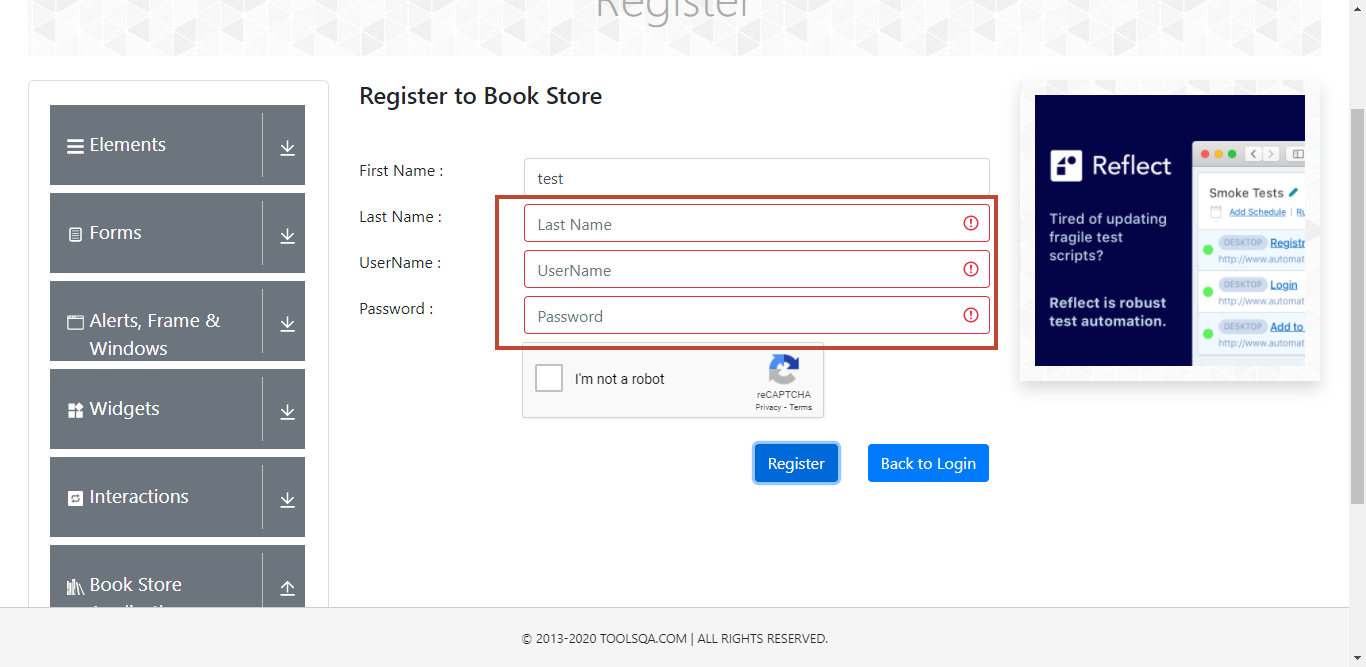 Register
Elements
Forms
Alerts, Frame &
Windows
Widgets
Interactions
Book Store
Register to Book Store
First Name :
test
Last Name :
Last Name
UserName :
UserName
Password :
Password
I'm not a robot
reCAPTCHA
Privacy - Terms
Register
Back to Login
Reflect
Tired of updating
fragile test
scripts?
Reflect is robust
test automation.
Smoke Tests
Add Schedule
DESKTOP Registr
http://www.automat
DESKTOP Login
http://www.automat
DESKTOP Add to
http://www.automat
© 2013-2020 TOOLSQA.COM | ALL RIGHTS RESERVED.